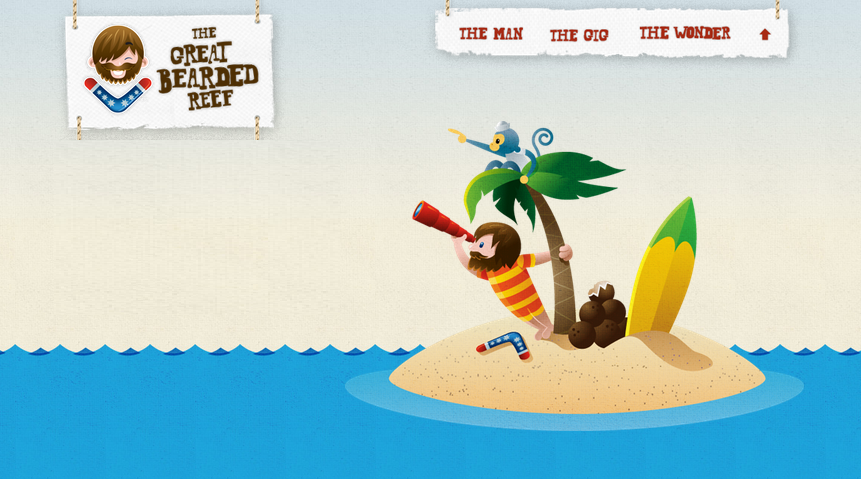 THE
GREAT
BEARDED
REEF
THE MAN THE GIG THE WONDER